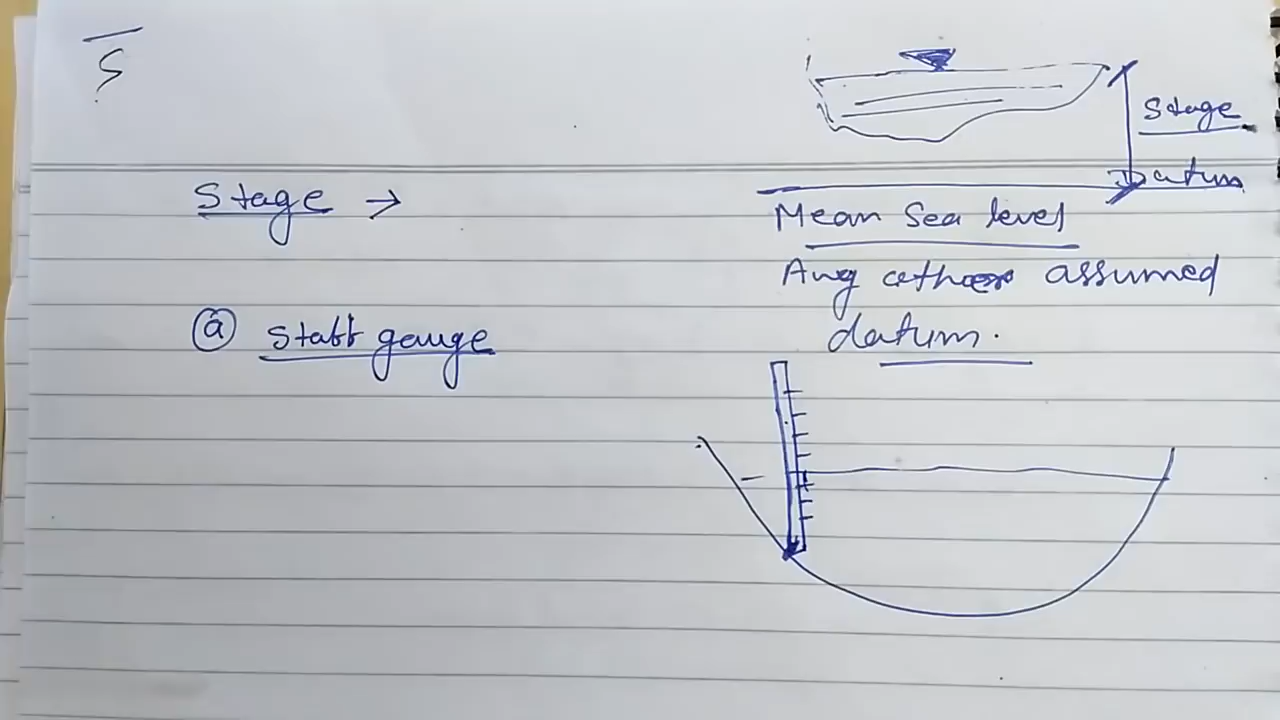 Stage
Datum
Stage →
Mean Sea level
Any other assumed
datum.
(a) Staff gauge